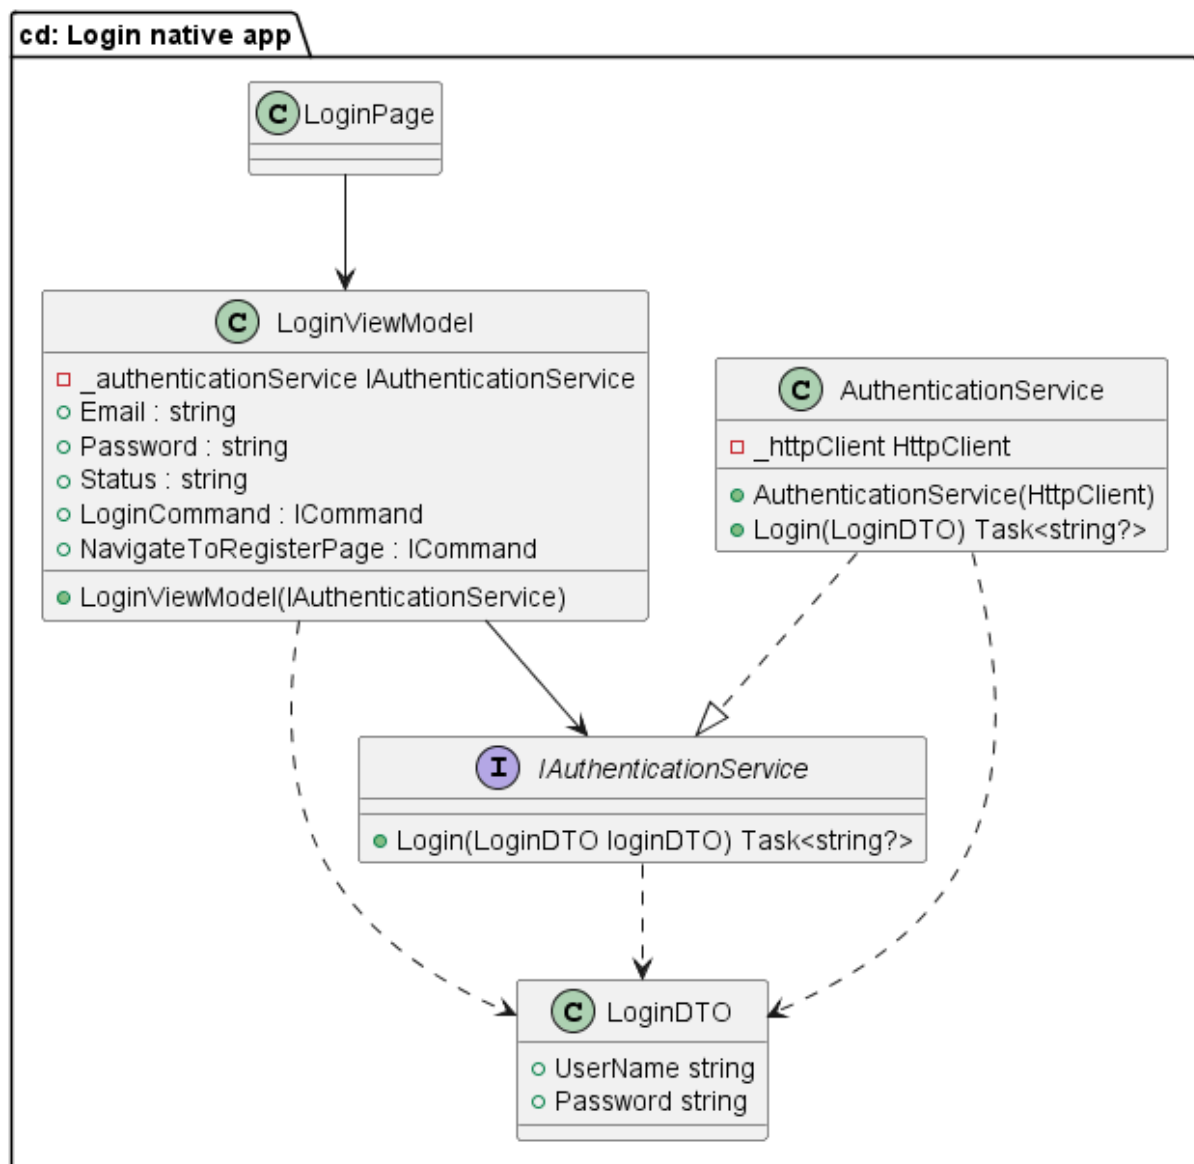 cd: Login native app
C LoginPage
C LoginViewModel
_authenticationService IAuthenticationService
Email : string
Password : string
Status : string
LoginCommand : ICommand
NavigateToRegisterPage : ICommand
LoginViewModel(IAuthenticationService)
C AuthenticationService
_httpClient HttpClient
AuthenticationService(HttpClient)
Login(LoginDTO) Task<string?>
I IAuthenticationService
Login(LoginDTO loginDTO) Task<string?>
C LoginDTO
UserName string
Password string